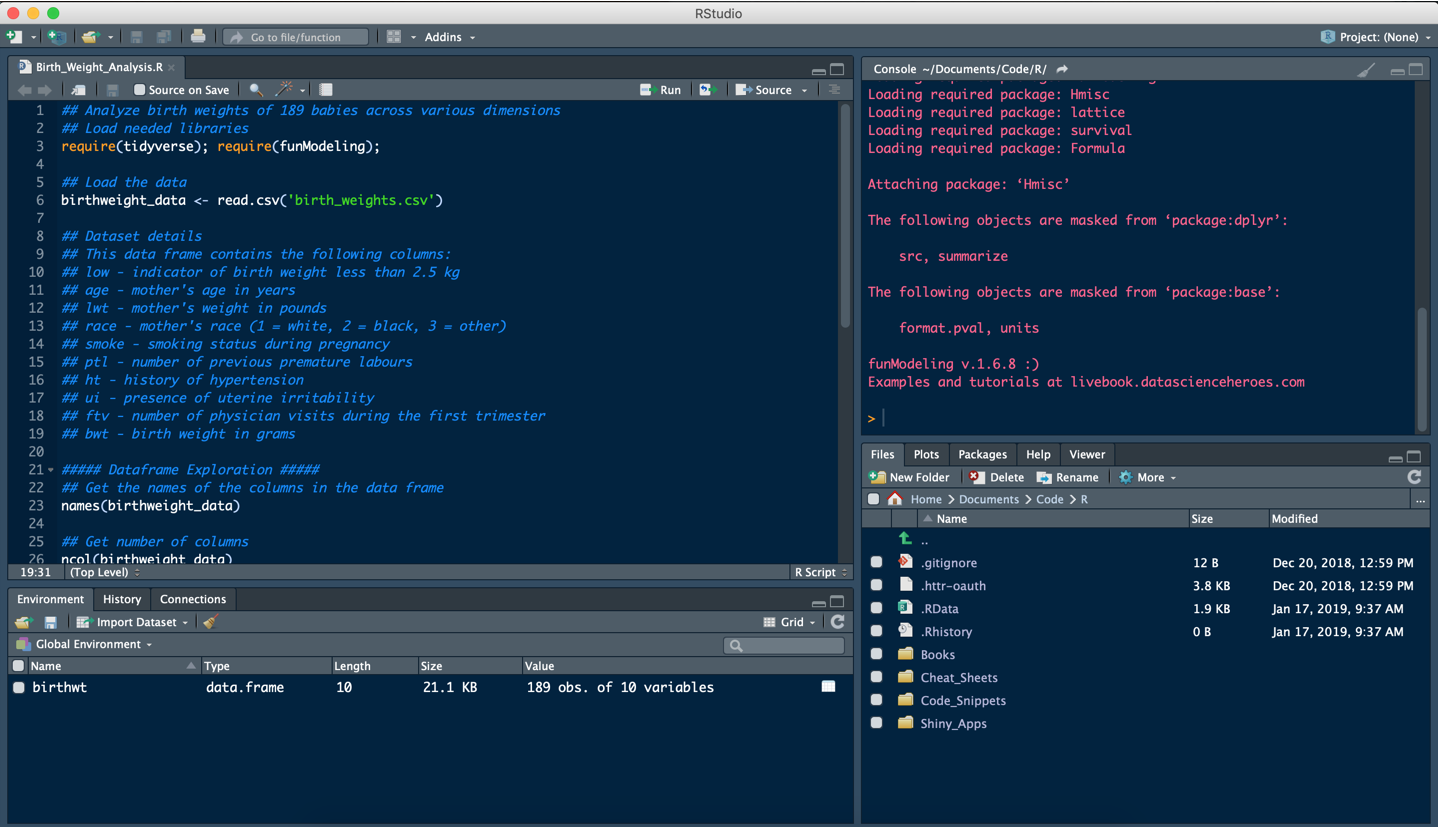 RStudio
Go to file/function Addins Project: (None)
Birth_Weight_Analysis.R
Source on Save Run Source
1 ## Analyze birth weights of 189 babies across various dimensions
2 ## Load needed libraries
3 require(tidyverse); require(funModeling);
4
5 ## Load the data
6 birthweight_data <- read.csv('birth_weights.csv')
7
8 ## Dataset details
9 ## This data frame contains the following columns:
10 ## low - indicator of birth weight less than 2.5 kg
11 ## age - mother's age in years
12 ## lwt - mother's weight in pounds
13 ## race - mother's race (1 = white, 2 = black, 3 = other)
14 ## smoke - smoking status during pregnancy
15 ## ptl - number of previous premature labours
16 ## ht - history of hypertension
17 ## ui - presence of uterine irritability
18 ## ftv - number of physician visits during the first trimester
19 ## bwt - birth weight in grams
20
21 ##### Dataframe Exploration #####
22 ## Get the names of the columns in the data frame
23 names(birthweight_data)
24
25 ## Get number of columns
26 ncol(birthweight_data)
19:31 (Top Level) R Script
Environment History Connections
Import Dataset Grid
Global Environment
Name Type Length Size Value
birthwt data.frame 10 21.1 KB 189 obs. of 10 variables
Console ~/Documents/Code/R/
Loading required package: Hmisc
Loading required package: lattice
Loading required package: survival
Loading required package: Formula
Attaching package: ‘Hmisc’
The following objects are masked from ‘package:dplyr’:
src, summarize
The following objects are masked from ‘package:base’:
format.pval, units
funModeling v.1.6.8 :)
Examples and tutorials at livebook.datascienceheroes.com
>
Files Plots Packages Help Viewer
New Folder Delete Rename More
Home > Documents > Code > R ...
Name Size Modified
..
.gitignore 12 B Dec 20, 2018, 12:59 PM
.httr-oauth 3.8 KB Dec 20, 2018, 12:59 PM
.RData 1.9 KB Jan 17, 2019, 9:37 AM
.Rhistory 0 B Jan 17, 2019, 9:37 AM
Books
Cheat_Sheets
Code_Snippets
Shiny_Apps